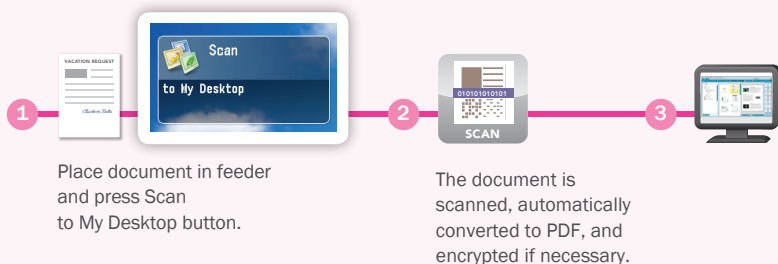 1
VACATION REQUEST
Scan
to My Desktop
Place document in feeder
and press Scan
to My Desktop button.
2
010101010101
SCAN
The document is
scanned, automatically
converted to PDF, and
encrypted if necessary.
3